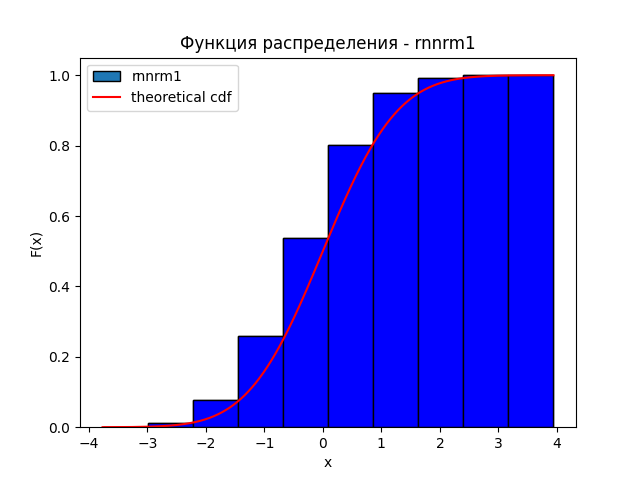 Функция распределения - rnnrm1
rnnrm1
theoretical cdf
1.0
0.8
0.6
0.4
0.2
0.0
F(x)
−4 −3 −2 −1 0 1 2 3 4
x